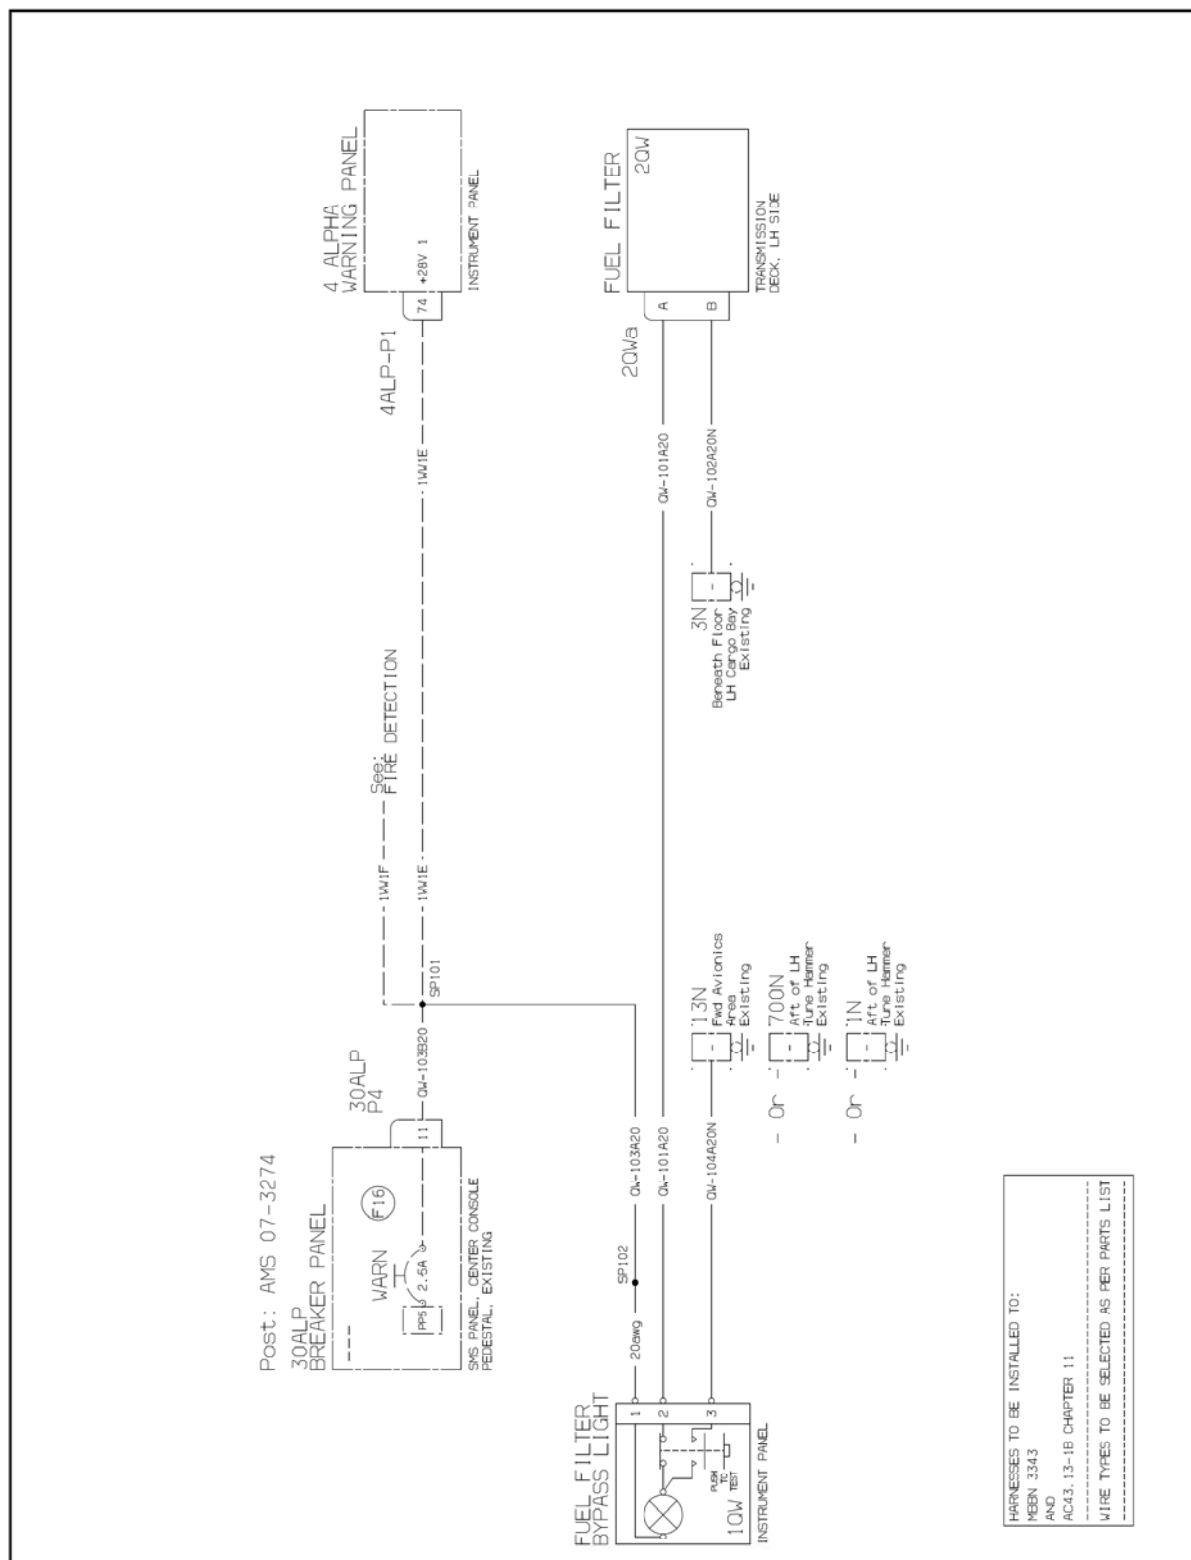 Post: AMS 07-3274
30ALP
BREAKER PANEL
WARN
F16
PP5
2.5A
11
SMS PANEL, CENTER CONSOLE
PEDESTAL, EXISTING
30ALP
P4
QW-103B20
SP101
1WW1F
See:
FIRE DETECTION
1WW1E
1WW1E
4ALP-P1
4 ALPHA
WARNING PANEL
74
+28V 1
INSTRUMENT PANEL
FUEL FILTER
BYPASS LIGHT
1
2
3
PUSH
TO
TEST
1QW
INSTRUMENT PANEL
20awg
SP102
QW-103A20
QW-101A20
QW-104A20N
13N
Fwd Avionics
Area
Existing
- Or -
700N
Aft of LH
Tune Hammer
Existing
- Or -
1N
Aft of LH
Tune Hammer
Existing
3N
Beneath Floor
LH Cargo Bay
Existing
QW-101A20
QW-102A20N
2QWa
A
B
FUEL FILTER
2QW
TRANSMISSION
DECK, LH SIDE
HARNESSES TO BE INSTALLED TO:
MBBN 3343
AND
AC43.13-1B CHAPTER 11
WIRE TYPES TO BE SELECTED AS PER PARTS LIST